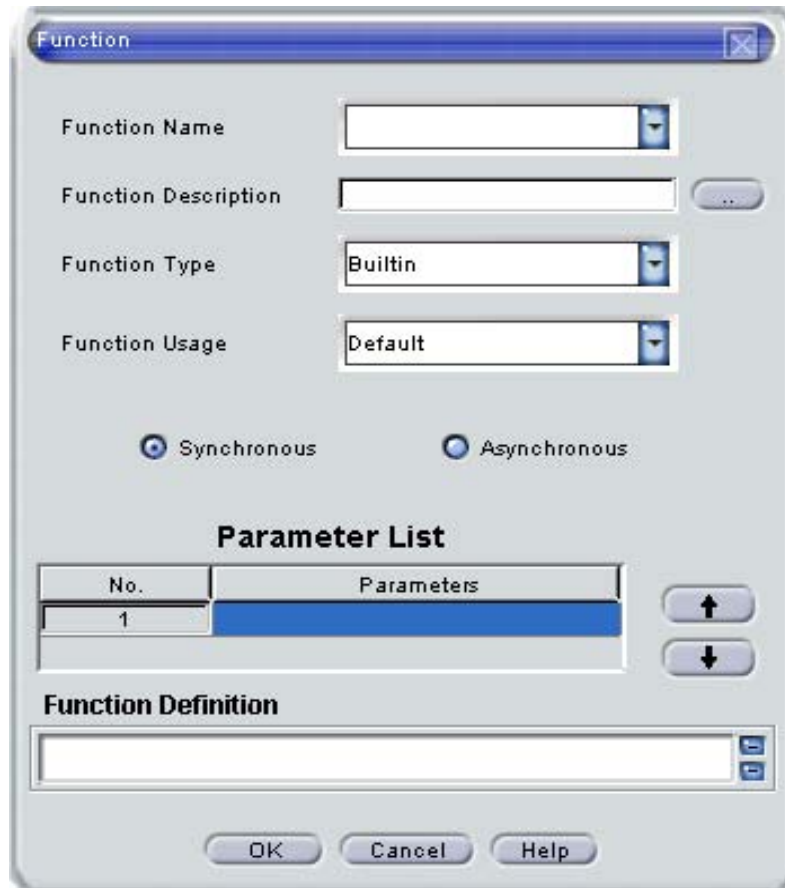 Function
Function Name
Function Description
..
Function Type Builtin
Function Usage Default
Synchronous Asynchronous
Parameter List
No. Parameters
1
Function Definition
OK Cancel Help